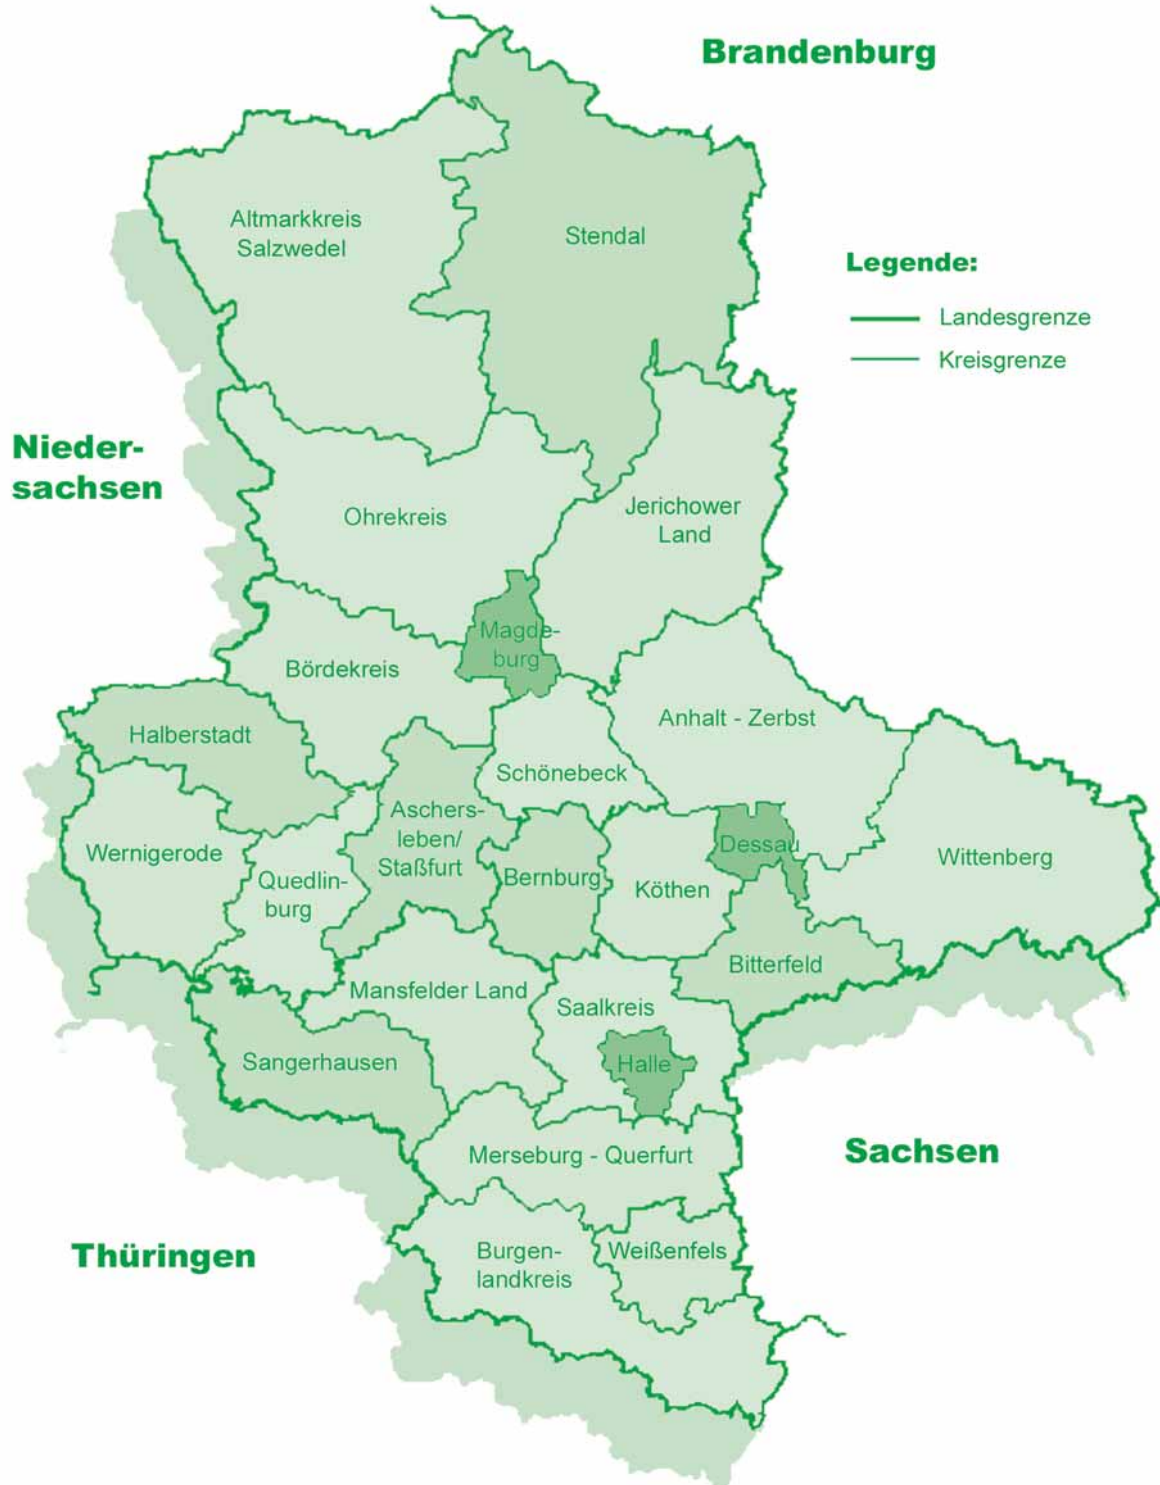 Brandenburg
Altmarkkreis
Salzwedel
Stendal
Legende:
Landesgrenze
Kreisgrenze
Nieder-
sachsen
Ohrekreis
Jerichower
Land
Magde-
burg
Bördekreis
Halberstadt
Anhalt - Zerbst
Schönebeck
Aschers-
leben/
Staßfurt
Wernigerode
Quedlin-
burg
Bernburg
Köthen
Dessau
Wittenberg
Bitterfeld
Mansfelder Land
Saalkreis
Sangerhausen
Halle
Merseburg - Querfurt
Sachsen
Thüringen
Burgen-
landkreis
Weißenfels